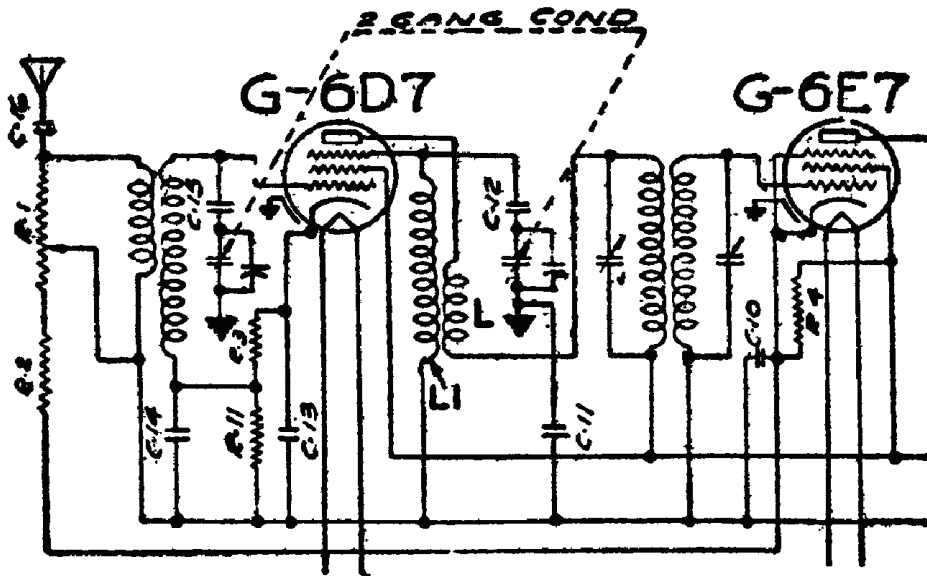 2 GANG COND
G-6D7
G-6E7
C-16
R-1
R-2
C-15
C-12
L
L1
R-3
C-14
R-11
C-13
C-11
C-10
R-4